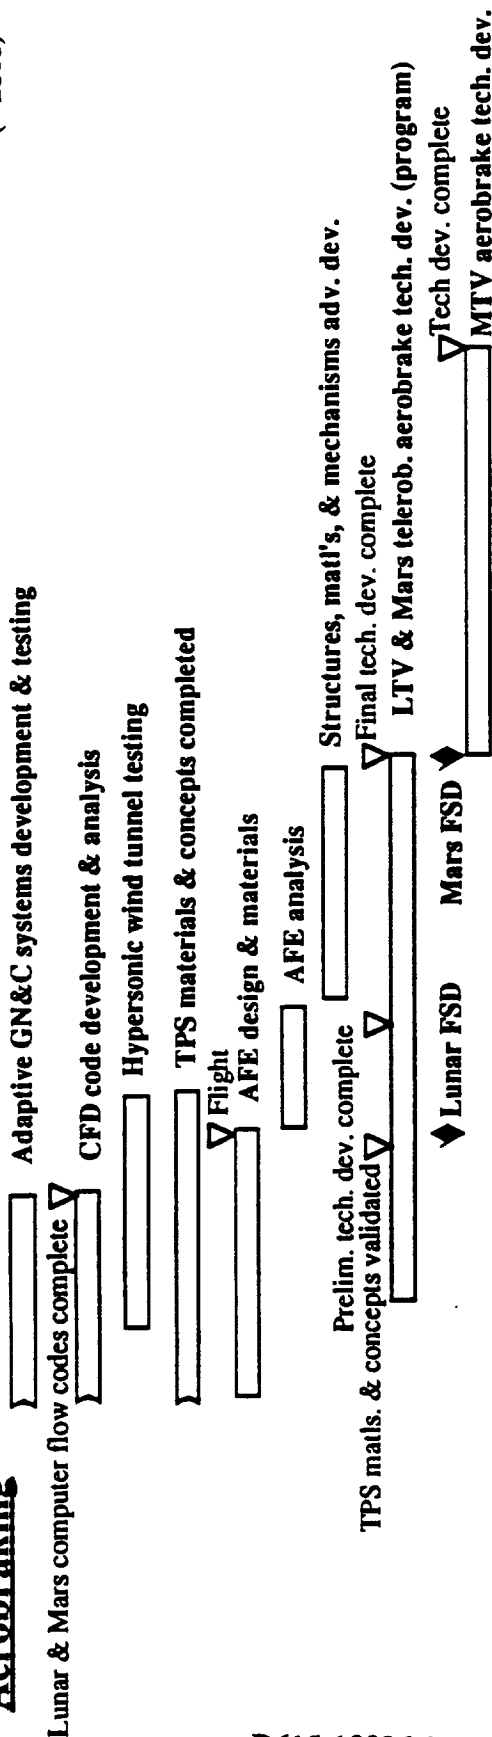 Aerobraking
Adaptive GN&C systems development & testing
Lunar & Mars computer flow codes complete
CFD code development & analysis
Hypersonic wind tunnel testing
TPS materials & concepts completed
Flight
AFE design & materials
AFE analysis
Structures, matl's, & mechanisms adv. dev.
Prelim. tech. dev. complete
Final tech. dev. complete
TPS matls. & concepts validated
LTV & Mars telerob. aerobrake tech. dev. (program)
Lunar FSD
Mars FSD
Tech dev. complete
MTV aerobrake tech. dev.